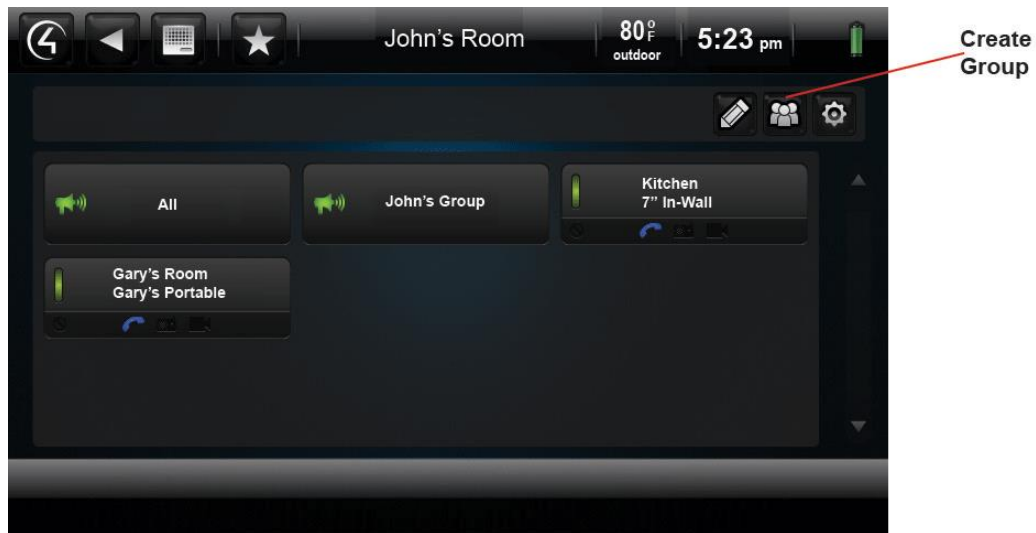 John's Room
80°F
outdoor
5:23 pm
Create
Group
All
John's Group
Kitchen
7" In-Wall
Gary's Room
Gary's Portable